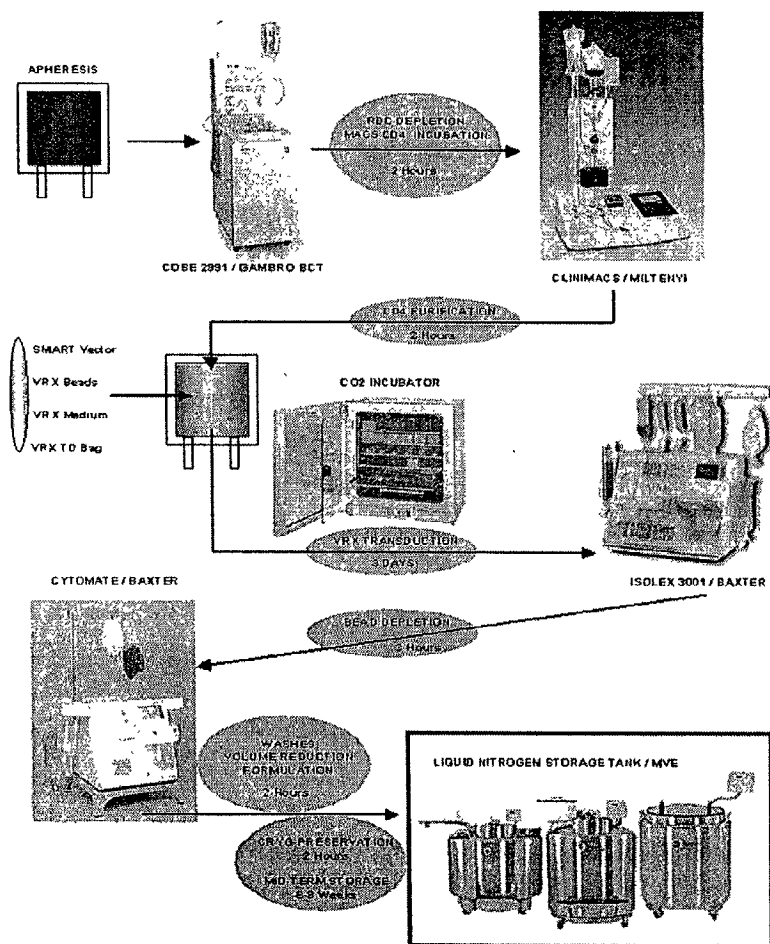 APHERESIS
RBC DEPLETION
MACS CD4 INCUBATION
2 Hours
COBE 2991 / GAMBRO BCT
CLINIMACS / MILTENYI
CD4 PURIFICATION
2 Hours
SMART Vector
VRX Beads
VRX Medium
VRX TD Bag
CO2 INCUBATOR
VRX TRANSDUCTION
3 DAYS
ISOLEX 300I / BAXTER
CYTOMATE / BAXTER
BEAD DEPLETION
Hours
WASHES
VOLUME REDUCTION
FORMULATION
2 Hours
LIQUID NITROGEN STORAGE TANK / MVE
CRYO PRESERVATION
2 Hours
MID TERM STORAGE
Weeks